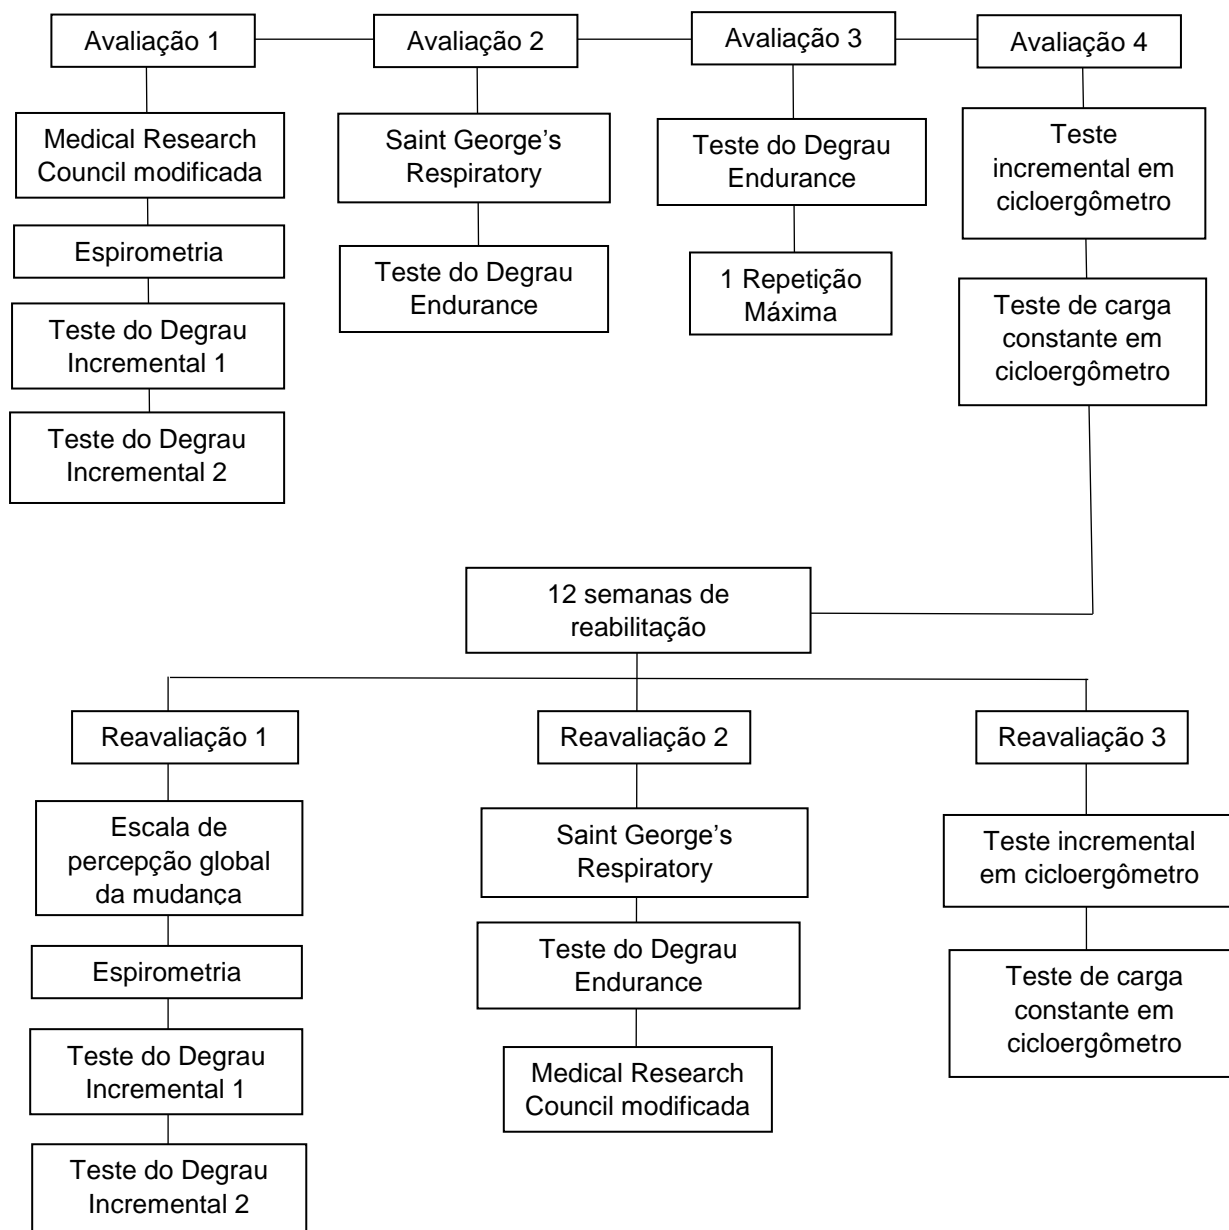 Avaliação 1
Avaliação 2
Avaliação 3
Avaliação 4
Medical Research
Council modificada
Espirometria
Teste do Degrau
Incremental 1
Teste do Degrau
Incremental 2
Saint George’s
Respiratory
Teste do Degrau
Endurance
Teste do Degrau
Endurance
1 Repetição
Máxima
Teste
incremental em
cicloergômetro
Teste de carga
constante em
cicloergômetro
12 semanas de
reabilitação
Reavaliação 1
Reavaliação 2
Reavaliação 3
Escala de
percepção global
da mudança
Espirometria
Teste do Degrau
Incremental 1
Teste do Degrau
Incremental 2
Saint George’s
Respiratory
Teste do Degrau
Endurance
Medical Research
Council modificada
Teste incremental
em cicloergômetro
Teste de carga
constante em
cicloergômetro